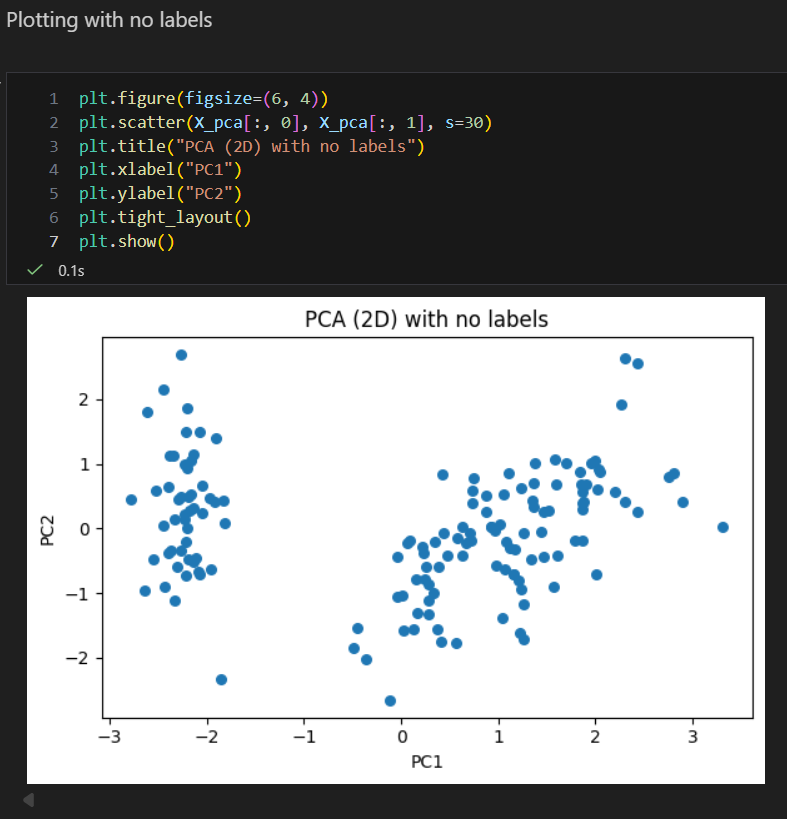 Plotting with no labels
1 plt.figure(figsize=(6, 4))
2 plt.scatter(X_pca[:, 0], X_pca[:, 1], s=30)
3 plt.title("PCA (2D) with no labels")
4 plt.xlabel("PC1")
5 plt.ylabel("PC2")
6 plt.tight_layout()
7 plt.show()
0.1s
PCA (2D) with no labels
PC2
2
1
0
−1
−2
−3 −2 −1 0 1 2 3
PC1